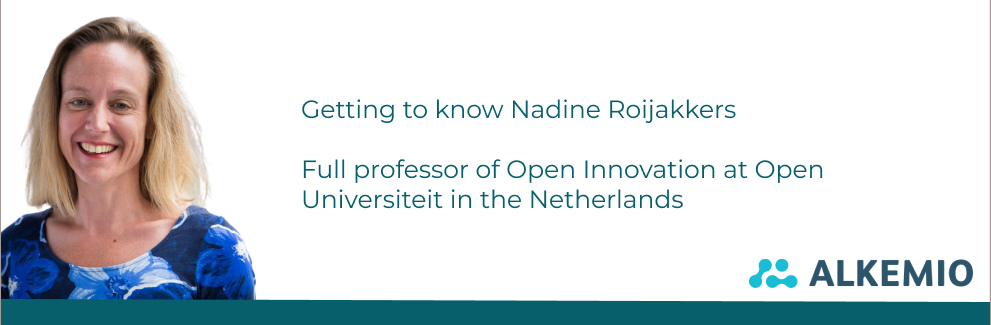 Getting to know Nadine Roijakkers
Full professor of Open Innovation at Open
Universiteit in the Netherlands
ALKEMIO